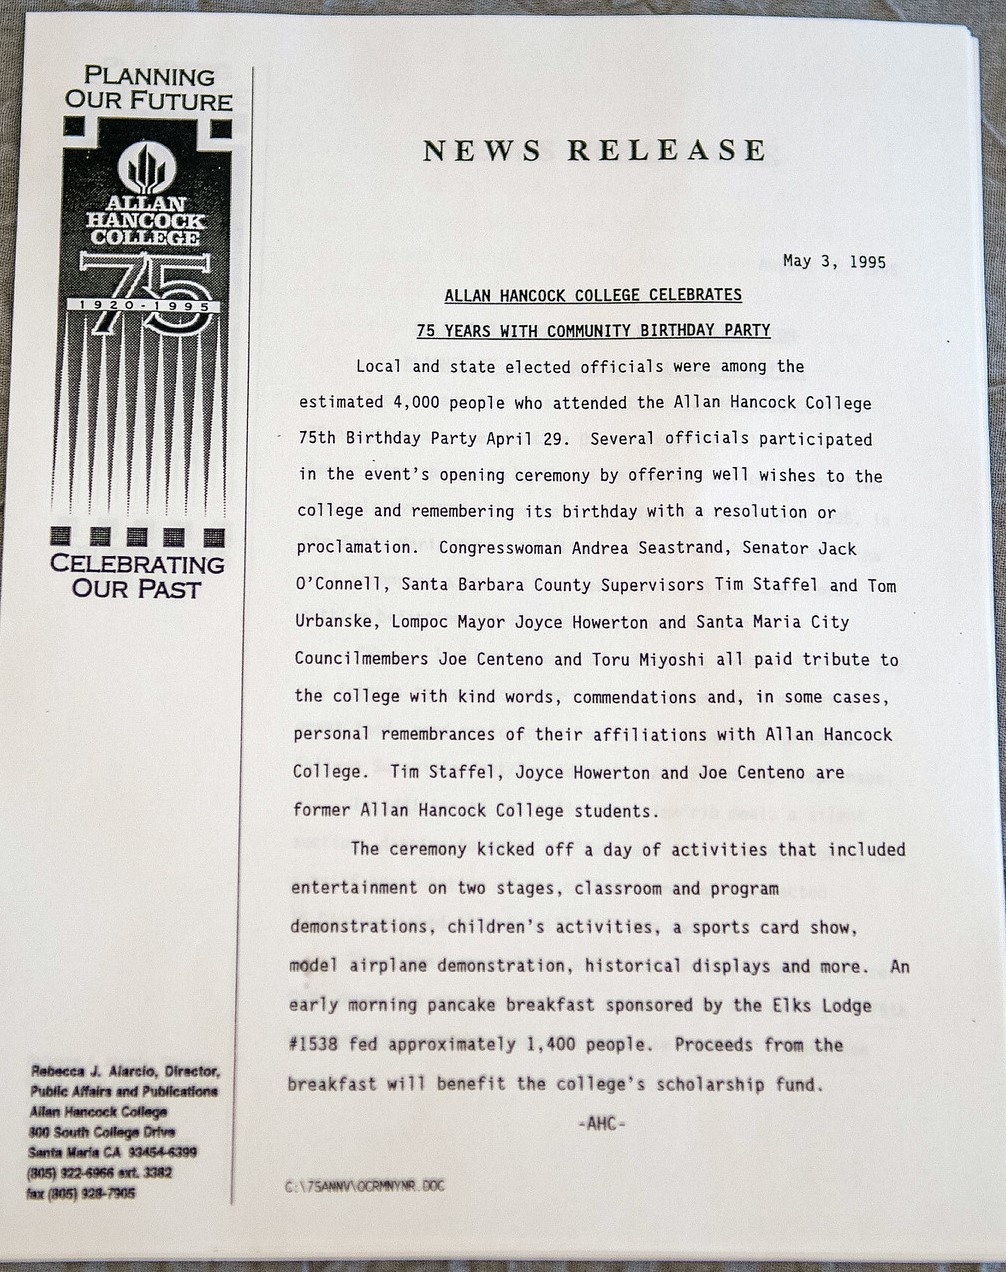 PLANNING
OUR FUTURE
ALLAN
HANCOCK
COLLEGE
75
1920-1995
CELEBRATING
OUR PAST
Rebecca J. Alarcio, Director,
Public Affairs and Publications
Allan Hancock College
800 South College Drive
Santa Maria CA 93454-6399
(805) 922-6966 ext. 3382
fax (805) 928-7905
NEWS RELEASE
May 3, 1995
ALLAN HANCOCK COLLEGE CELEBRATES
75 YEARS WITH COMMUNITY BIRTHDAY PARTY
Local and state elected officials were among the
estimated 4,000 people who attended the Allan Hancock College
75th Birthday Party April 29. Several officials participated
in the event's opening ceremony by offering well wishes to the
college and remembering its birthday with a resolution or
proclamation. Congresswoman Andrea Seastrand, Senator Jack
O'Connell, Santa Barbara County Supervisors Tim Staffel and Tom
Urbanske, Lompoc Mayor Joyce Howerton and Santa Maria City
Councilmembers Joe Centeno and Toru Miyoshi all paid tribute to
the college with kind words, commendations and, in some cases,
personal remembrances of their affiliations with Allan Hancock
College. Tim Staffel, Joyce Howerton and Joe Centeno are
former Allan Hancock College students.
The ceremony kicked off a day of activities that included
entertainment on two stages, classroom and program
demonstrations, children's activities, a sports card show,
model airplane demonstration, historical displays and more. An
early morning pancake breakfast sponsored by the Elks Lodge
#1538 fed approximately 1,400 people. Proceeds from the
breakfast will benefit the college's scholarship fund.
-AHC-
C:\75ANNV\OCRMNYNR.DOC